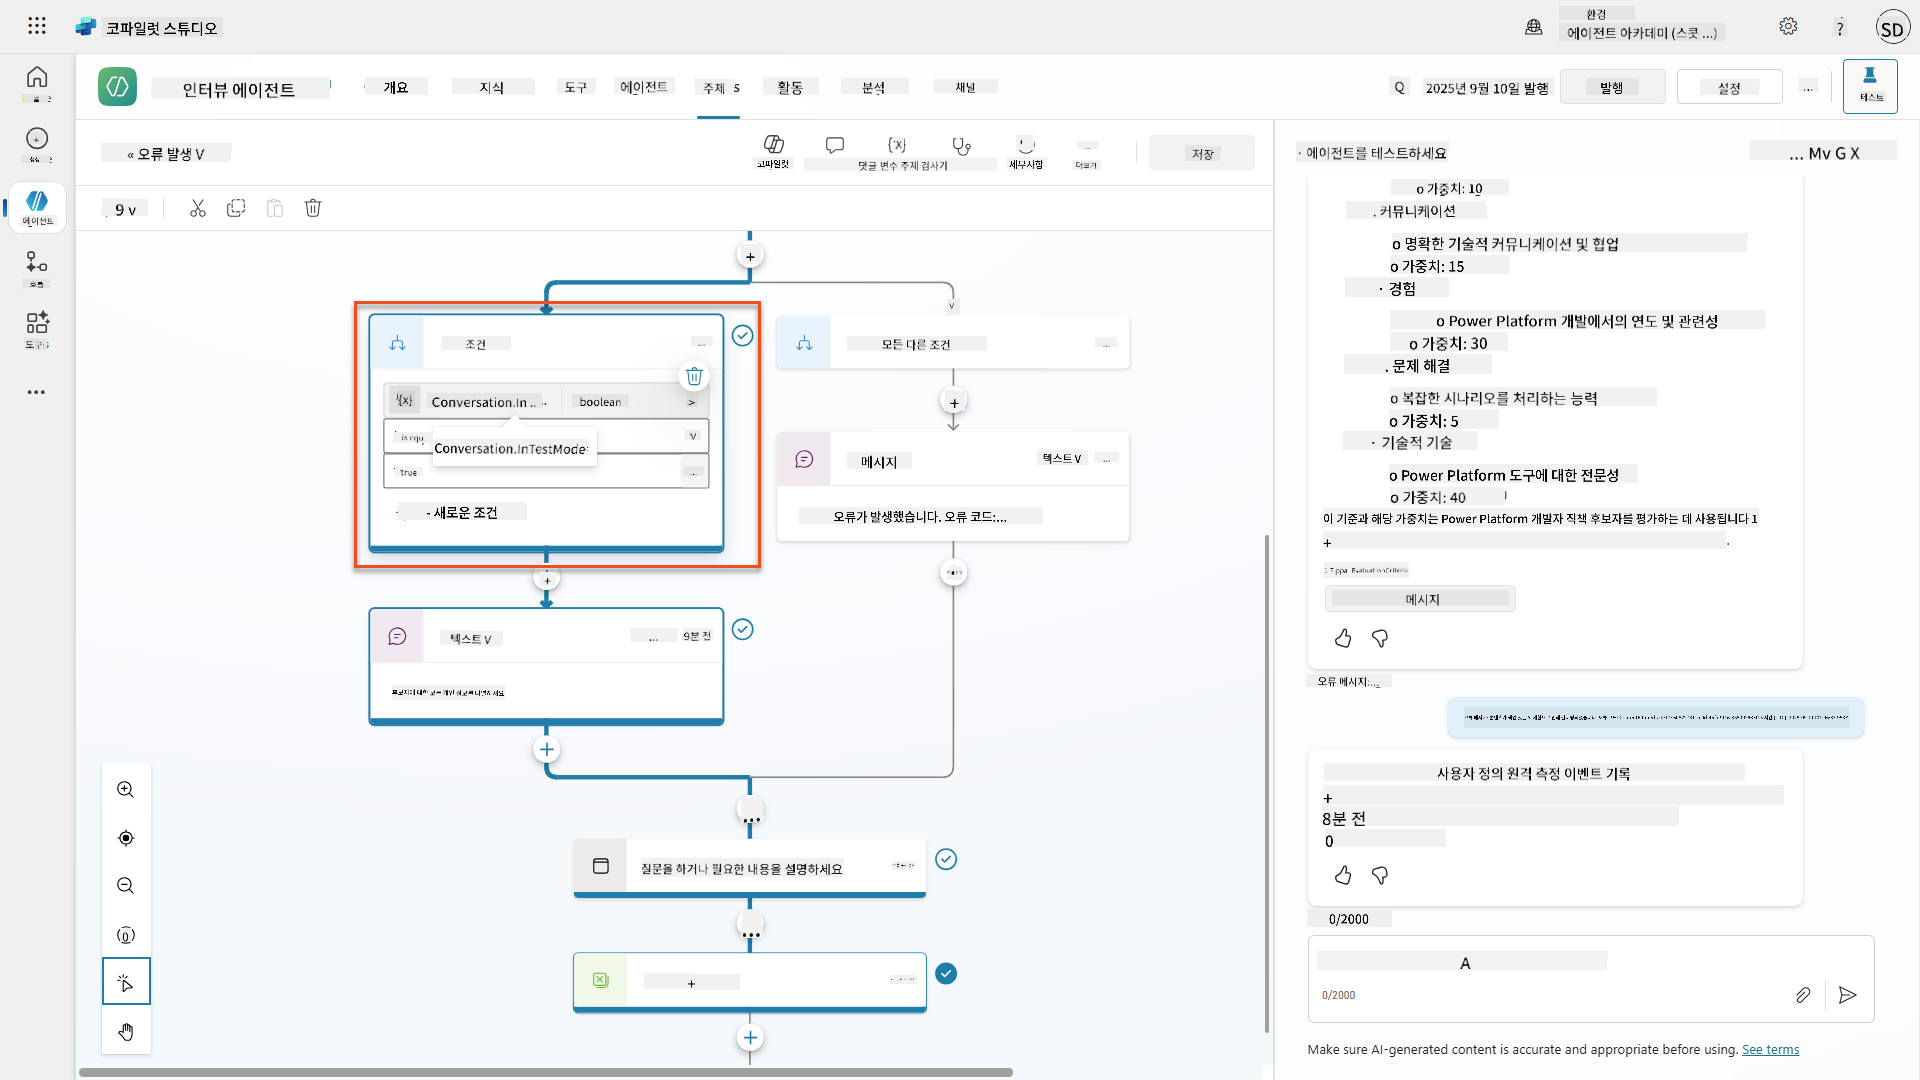 코파일럿 스튜디오
환경
에이전트 아카데미 (스콧 ...)
?
SD
인터뷰 에이전트
개요
지식
도구
에이전트
주제 s
활동
분석
채널
Q
2025년 9월 10일 발행
발행
설정
...
테스트
« 오류 발생 V
코파일럿
댓글 변수 주제 검사기
세부사항
더보기
저장
· 에이전트를 테스트하세요
... Mv G X
9 v
에이전트
흐름
도구s
조건
...
{x} Conversation.In ..
boolean
>
is equ
V
Conversation.InTestMode
true
...
- 새로운 조건
모든 다른 조건
...
메시지
텍스트 V
...
오류가 발생했습니다. 오류 코드:...
텍스트 V
...
9분 전
질문을 하거나 필요한 내용을 설명하세요
+
o 가중치: 10
. 커뮤니케이션
o 명확한 기술적 커뮤니케이션 및 협업
o 가중치: 15
· 경험
o Power Platform 개발에서의 연도 및 관련성
o 가중치: 30
. 문제 해결
o 복잡한 시나리오를 처리하는 능력
o 가중치: 5
· 기술적 기술
o Power Platform 도구에 대한 전문성
o 가중치: 40
이 기준과 해당 가중치는 Power Platform 개발자 직책 후보자를 평가하는 데 사용됩니다 1
+
메시지
오류 메시지:...
사용자 정의 원격 측정 이벤트 기록
+
8분 전
0
0/2000
A
0/2000
Make sure AI-generated content is accurate and appropriate before using. See terms